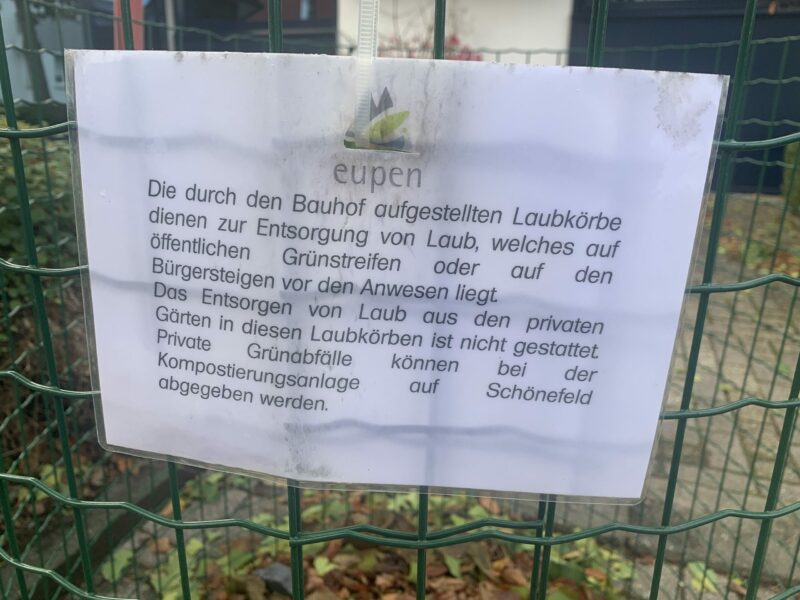 eupen
Die durch den Bauhof aufgestellten Laubkörbe
dienen zur Entsorgung von Laub, welches auf
öffentlichen Grünstreifen oder auf den
Bürgersteigen vor den Anwesen liegt.
Das Entsorgen von Laub aus den privaten
Gärten in diesen Laubkörben ist nicht gestattet.
Private Grünabfälle können bei der
Kompostierungsanlage auf Schönefeld
abgegeben werden.